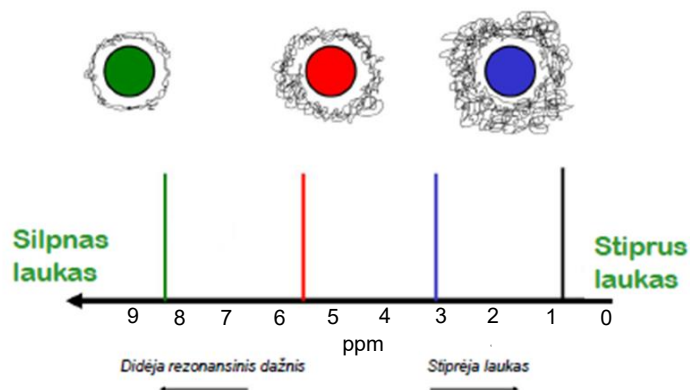 Silpnas
laukas
Stiprus
laukas
9 8 7 6 5 4 3 2 1 0
ppm
Didėja rezonansinis dažnis
Stiprėja laukas